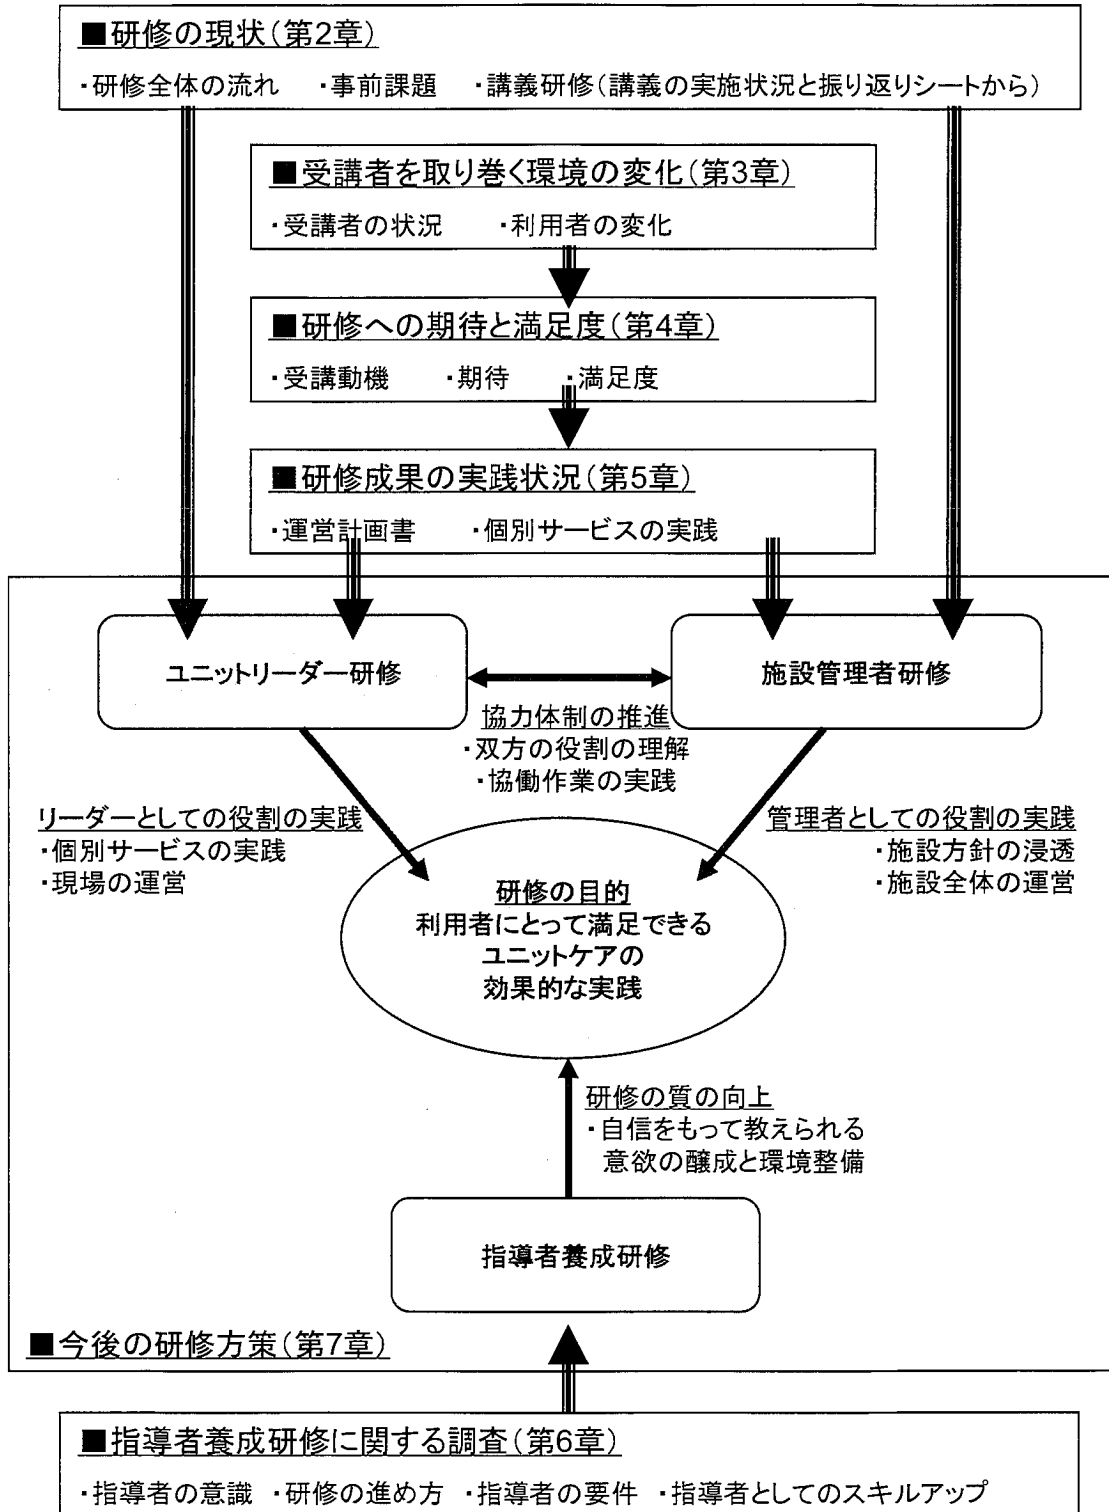 ■研修の現状（第2章）
・研修全体の流れ　・事前課題　・講義研修（講義の実施状況と振り返りシートから）
■受講者を取り巻く環境の変化（第3章）
・受講者の状況　・利用者の変化
■研修への期待と満足度（第4章）
・受講動機　・期待　・満足度
■研修成果の実践状況（第5章）
・運営計画書　・個別サービスの実践
ユニットリーダー研修
施設管理者研修
協力体制の推進
・双方の役割の理解
・協働作業の実践
リーダーとしての役割の実践
・個別サービスの実践
・現場の運営
管理者としての役割の実践
・施設方針の浸透
・施設全体の運営
研修の目的
利用者にとって満足できる
ユニットケアの
効果的な実践
研修の質の向上
・自信をもって教えられる
意欲の醸成と環境整備
指導者養成研修
■今後の研修方策（第7章）
■指導者養成研修に関する調査（第6章）
・指導者の意識　・研修の進め方　・指導者の要件　・指導者としてのスキルアップ